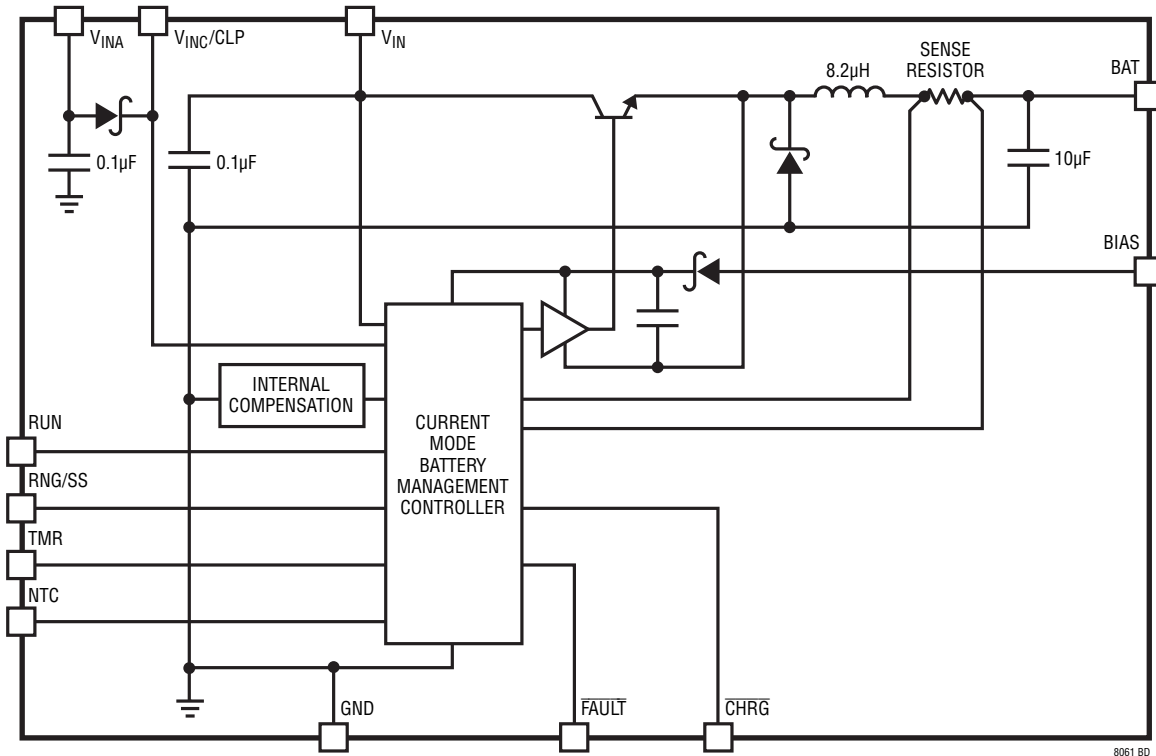 VINA
VINC/CLP
VIN
8.2µH
SENSE
RESISTOR
BAT
0.1µF
0.1µF
10µF
BIAS
INTERNAL
COMPENSATION
CURRENT
MODE
BATTERY
MANAGEMENT
CONTROLLER
RUN
RNG/SS
TMR
NTC
GND
FAULT
CHRG
8061 BD